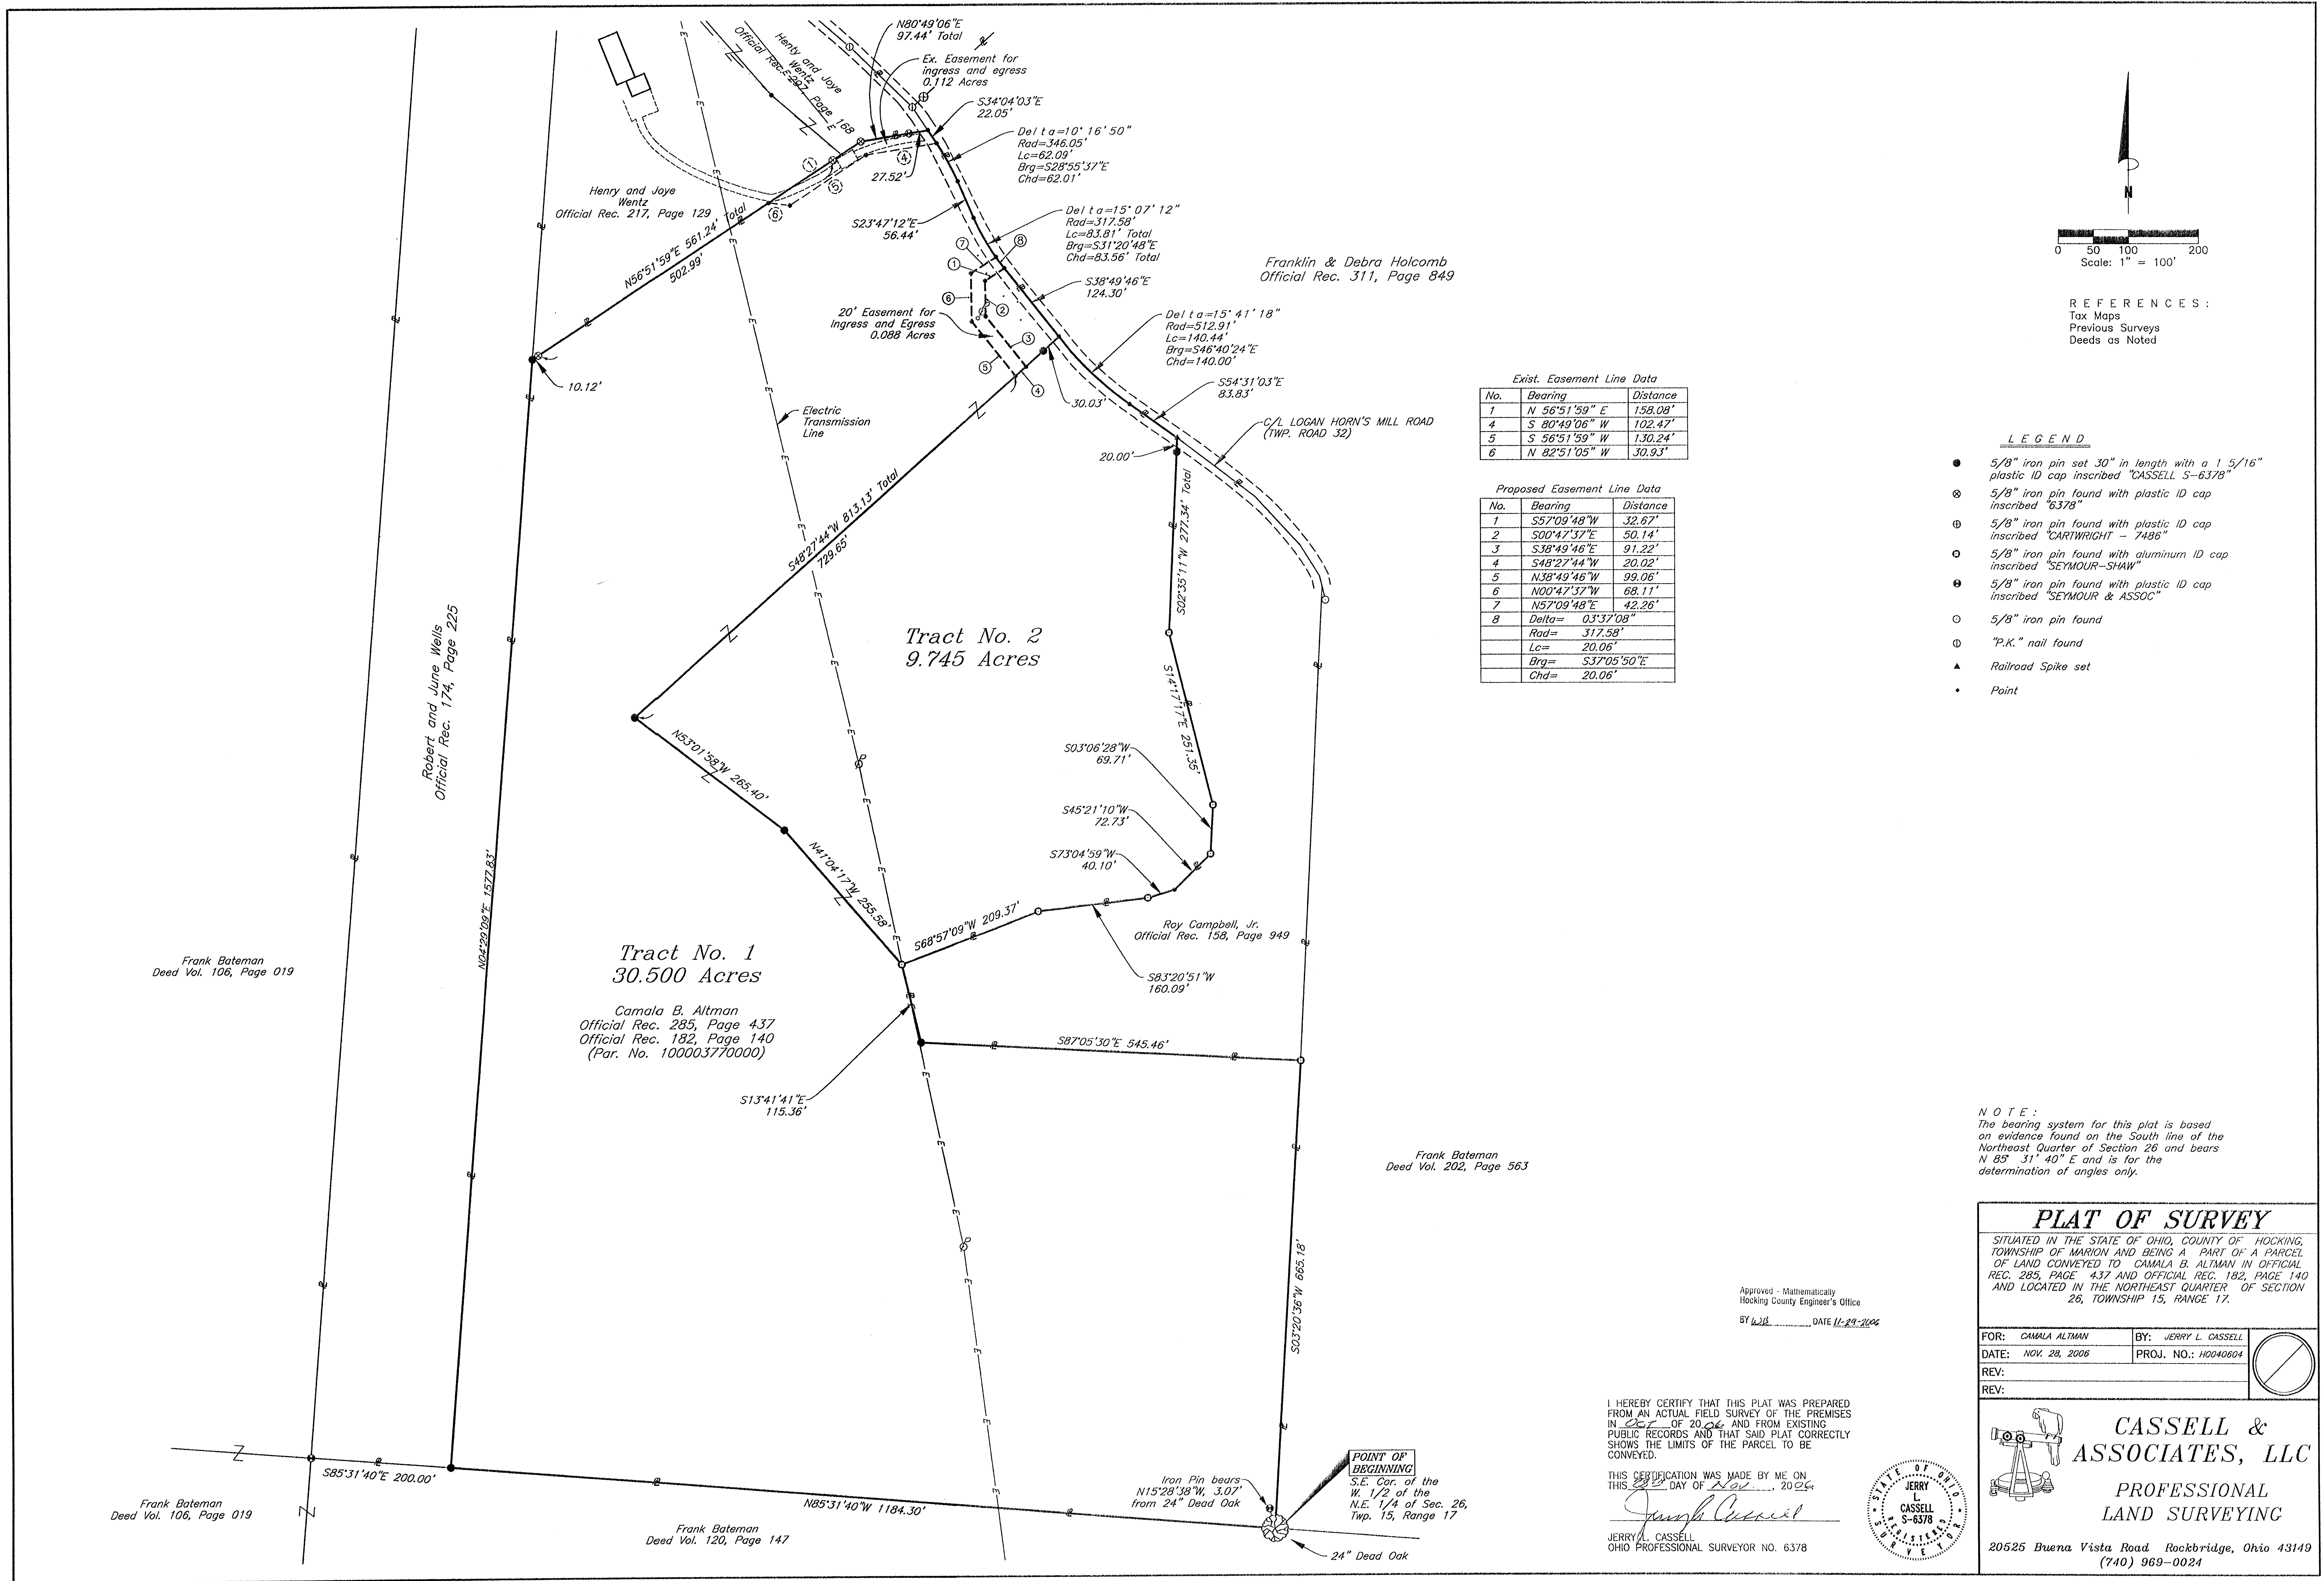 N80°49'06"E
97.44' Total
Ex. Easement for
ingress and egress
0.112 Acres
Henty and Joye
Wentz
Official Rec. E-297, Page 168
S34°04'03"E
22.05'
Delta=10° 16' 50"
Rad=346.05'
Lc=62.09'
Brg=S28°55'37"E
Chd=62.01'
27.52'
Henry and Joye
Wentz
Official Rec. 217, Page 129
N56°51'59"E 561.24' Total
502.99'
10.12'
S23°47'12"E
56.44'
Delta=15° 07' 12"
Rad=317.58'
Lc=83.81' Total
Brg=S31°20'48"E
Chd=83.56' Total
S38°49'46"E
124.30'
20' Easement for
Ingress and Egress
0.088 Acres
Delta=15° 41' 18"
Rad=512.91'
Lc=140.44'
Brg=S46°40'24"E
Chd=140.00'
S54°31'03"E
83.83'
30.03'
C/L LOGAN HORN'S MILL ROAD
(TWP. ROAD 32)
20.00'
Franklin & Debra Holcomb
Official Rec. 311, Page 849
Electric
Transmission
Line
S48°27'44"W 813.13' Total
729.65'
S02°35'11"W 277.34' Total
Tract No. 2
9.745 Acres
S14°17'17"E 251.35'
S03°06'28"W
69.71'
S45°21'10"W
72.73'
S73°04'59"W
40.10'
N53°01'58"W 265.40'
N41°04'17"W 255.58'
S68°57'09"W 209.37'
Roy Campbell, Jr.
Official Rec. 158, Page 949
S83°20'51"W
160.09'
Robert and June Wells
Official Rec. 174, Page 225
N04°29'09"E 1577.83'
Frank Bateman
Deed Vol. 106, Page 019
Tract No. 1
30.500 Acres
Camala B. Altman
Official Rec. 285, Page 437
Official Rec. 182, Page 140
(Par. No. 100003770000)
S87°05'30"E 545.46'
S13°41'41"E
115.36'
Frank Bateman
Deed Vol. 202, Page 563
S03°20'36"W 665.18'
S85°31'40"E 200.00'
Frank Bateman
Deed Vol. 106, Page 019
N85°31'40"W 1184.30'
Frank Bateman
Deed Vol. 120, Page 147
Iron Pin bears
N15°28'38"W, 3.07'
from 24" Dead Oak
POINT OF
BEGINNING
S.E. Cor. of the
W. 1/2 of the
N.E. 1/4 of Sec. 26,
Twp. 15, Range 17
24" Dead Oak
Exist. Easement Line Data
No. Bearing Distance
1 N 56°51'59" E 158.08'
4 S 80°49'06" W 102.47'
5 S 56°51'59" W 130.24'
6 N 82°51'05" W 30.93'
Proposed Easement Line Data
No. Bearing Distance
1 S57°09'48"W 32.67'
2 S00°47'37"E 50.14'
3 S38°49'46"E 91.22'
4 S48°27'44"W 20.02'
5 N38°49'46"W 99.06'
6 N00°47'37"W 68.11'
7 N57°09'48"E 42.26'
8 Delta= 03°37'08"
Rad= 317.58'
Lc= 20.06'
Brg= S37°05'50"E
Chd= 20.06'
N
0 50 100 200
Scale: 1" = 100'
REFERENCES:
Tax Maps
Previous Surveys
Deeds as Noted
LEGEND
5/8" iron pin set 30" in length with a 1 5/16"
plastic ID cap inscribed "CASSELL S-6378"
5/8" iron pin found with plastic ID cap
inscribed "6378"
5/8" iron pin found with plastic ID cap
inscribed "CARTWRIGHT - 7486"
5/8" iron pin found with aluminum ID cap
inscribed "SEYMOUR-SHAW"
5/8" iron pin found with plastic ID cap
inscribed "SEYMOUR & ASSOC"
5/8" iron pin found
"P.K." nail found
Railroad Spike set
Point
NOTE:
The bearing system for this plat is based
on evidence found on the South line of the
Northeast Quarter of Section 26 and bears
N 85° 31' 40" E and is for the
determination of angles only.
PLAT OF SURVEY
SITUATED IN THE STATE OF OHIO, COUNTY OF HOCKING,
TOWNSHIP OF MARION AND BEING A PART OF A PARCEL
OF LAND CONVEYED TO CAMALA B. ALTMAN IN OFFICIAL
REC. 285, PAGE 437 AND OFFICIAL REC. 182, PAGE 140
AND LOCATED IN THE NORTHEAST QUARTER OF SECTION
26, TOWNSHIP 15, RANGE 17.
FOR: CAMALA ALTMAN BY: JERRY L. CASSELL
DATE: NOV. 28, 2006 PROJ. NO.: H0040604
REV:
REV:
CASSELL &
ASSOCIATES, LLC
PROFESSIONAL
LAND SURVEYING
20525 Buena Vista Road Rockbridge, Ohio 43149
(740) 969-0024
Approved - Mathematically
Hocking County Engineer's Office
BY WB DATE 11-29-2006
I HEREBY CERTIFY THAT THIS PLAT WAS PREPARED
FROM AN ACTUAL FIELD SURVEY OF THE PREMISES
IN OCT OF 2006 AND FROM EXISTING
PUBLIC RECORDS AND THAT SAID PLAT CORRECTLY
SHOWS THE LIMITS OF THE PARCEL TO BE
CONVEYED.
THIS CERTIFICATION WAS MADE BY ME ON
THIS DAY OF Nov. , 2006
JERRY L. CASSELL
OHIO PROFESSIONAL SURVEYOR NO. 6378
STATE OF OHIO
JERRY
L.
CASSELL
S-6378
REGISTERED
SURVEYOR